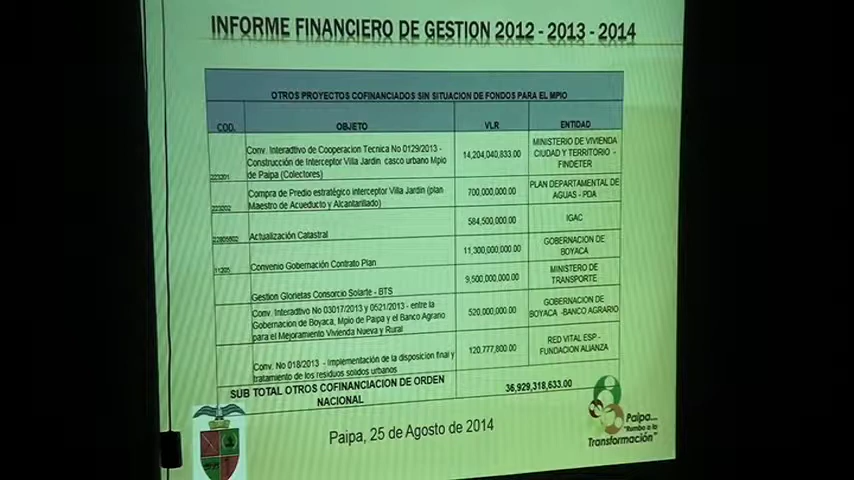 INFORME FINANCIERO DE GESTION 2012 - 2013 - 2014
OTROS PROYECTOS COFINANCIADOS SIN SITUACION DE FONDOS PARA EL MPIO
COD. OBJETO VLR ENTIDAD
223201 Conv. Interadtivo de Cooperacion Tecnica No 0129/2013 -
Construccion de Interceptor Villa Jardin casco urbano Mpio
de Paipa (Colectores)
14,204,040,833.00
MINISTERIO DE VIVIENDA
CIUDAD Y TERRITORIO -
FINDETER
223202 Compra de Predio estratégico interceptor Villa Jardin (plan
Maestro de Acueducto y Alcantarillado)
700,000,000.00
PLAN DEPARTAMENTAL DE
AGUAS - PDA
Actualización Catastral
584,500,000.00
IGAC
Convenio Gobernación Contrato Plan
11,300,000,000.00
GOBERNACION DE
BOYACA
Gestion Glorietas Consorcio Solarte - BTS
9,500,000,000.00
MINISTERO DE
TRANSPORTE
Conv. Interadtivo No 03017/2013 y 0521/2013 - entre la
Gobernacion de Boyaca, Mpio de Paipa y el Banco Agrario
para el Mejoramiento Vivienda Nueva y Rural
520,000,000.00
GOBERNACION DE
BOYACA -BANCO AGRARIO
Conv. No 018/2013 - Implementación de la disposicion final y
tratamiento de los residuos solidos urbanos
120,777,800.00
RED VITAL ESP -
FUNDACION ALIANZA
SUB TOTAL OTROS COFINANCIACION DE ORDEN
NACIONAL
36,929,318,633.00
Paipa, 25 de Agosto de 2014
Paipa...
"Rumbo a la
Transformación"